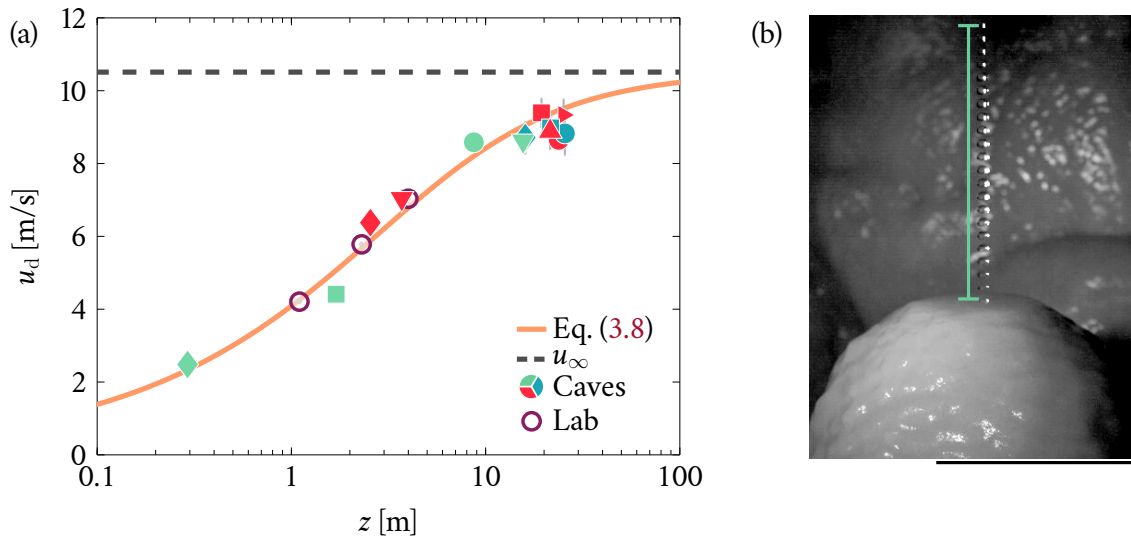 (a)
12
10
8
6
4
2
0
u_d [m/s]
0.1 1 10 100
z [m]
Eq. (3.8)
u_∞
Caves
Lab
(b)